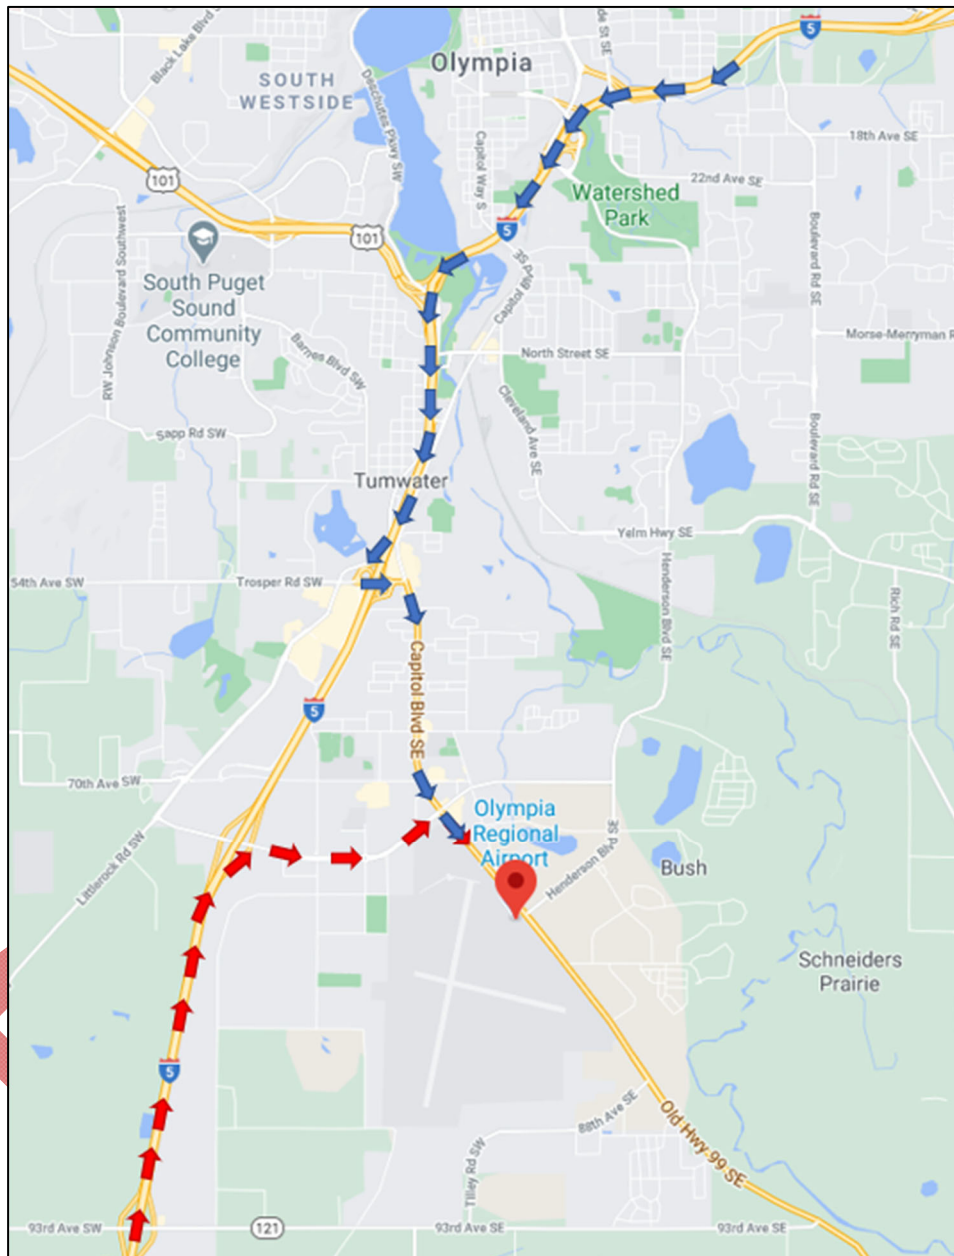 Black Lake Blvd S
Olympia
de St SE
5
SOUTH
WESTSIDE
Deschutes Pkwy SW
Capitol Way S
18th Ave SE
101
22nd Ave SE
Watershed
Park
101
5
Boulevard Rd SE
RW Johnson Boulevard Southwest
South Puget
Sound
Community
College
Capitol Blvd SE
Barnes Blvd SW
North Street SE
Morse-Merryman R
Cleveland Ave SE
Sapp Rd SW
Boulevard Rd SE
Tumwater
Yelm Hwy SE
54th Ave SW
Trosper Rd SW
Henderson Blvd SE
Rich Rd SE
Capitol Blvd SE
5
70th Ave SW
Olympia
Regional
Airport
Littlerock Rd SW
Henderson Blvd SE
Bush
Schneiders
Prairie
5
88th Ave SE
Old Hwy 99 SE
Tilley Rd SW
93rd Ave SW
121
93rd Ave SE
93rd Ave SE